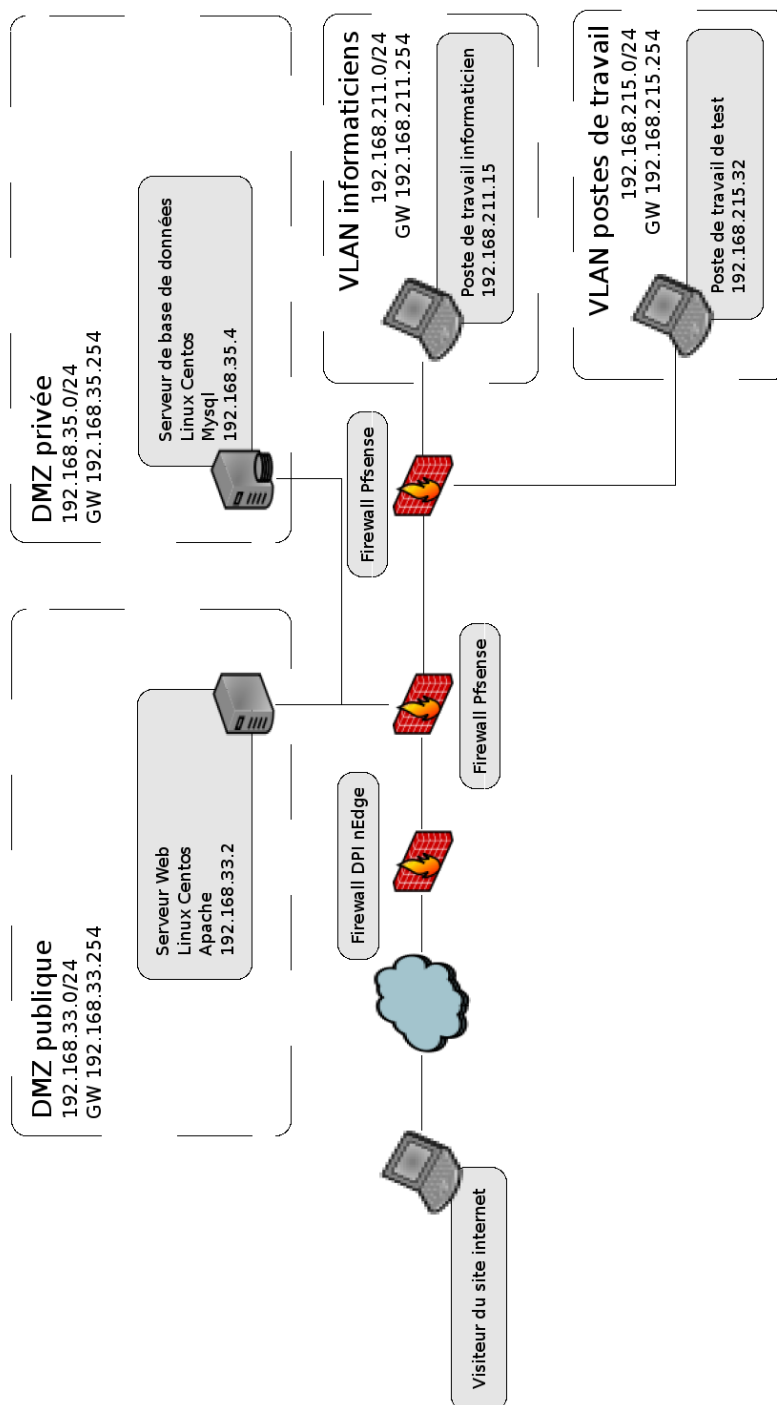 DMZ publique
192.168.33.0/24
GW 192.168.33.254
Serveur Web
Linux Centos
Apache
192.168.33.2
DMZ privée
192.168.35.0/24
GW 192.168.35.254
Serveur de base de données
Linux Centos
Mysql
192.168.35.4
Visiteur du site internet
Firewall DPI nEdge
Firewall Pfsense
Firewall Pfsense
VLAN informaticiens
192.168.211.0/24
GW 192.168.211.254
Poste de travail informaticien
192.168.211.15
VLAN postes de travail
192.168.215.0/24
GW 192.168.215.254
Poste de travail de test
192.168.215.32